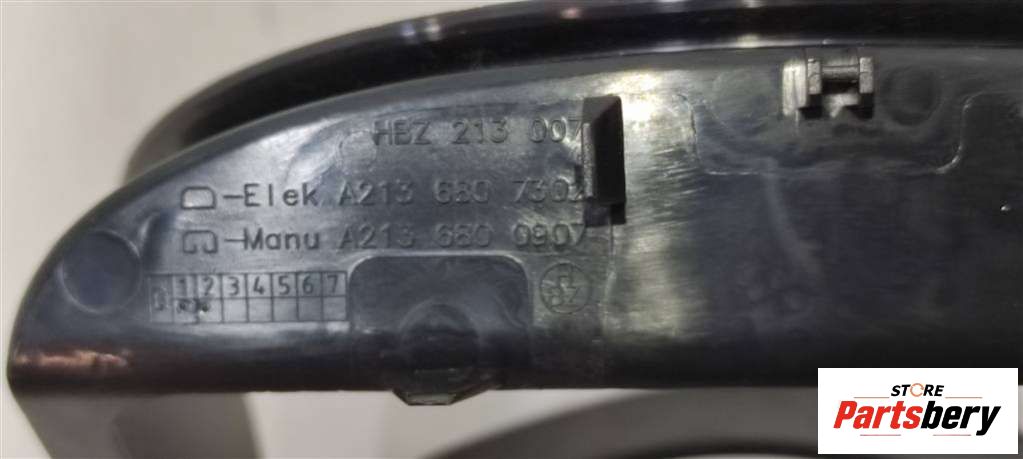 HBZ 213 007
-Elek A213 680 7302
-Manu A213 680 0907
1 2 3 4 5 6 7
BZ
STORE
Partsbery